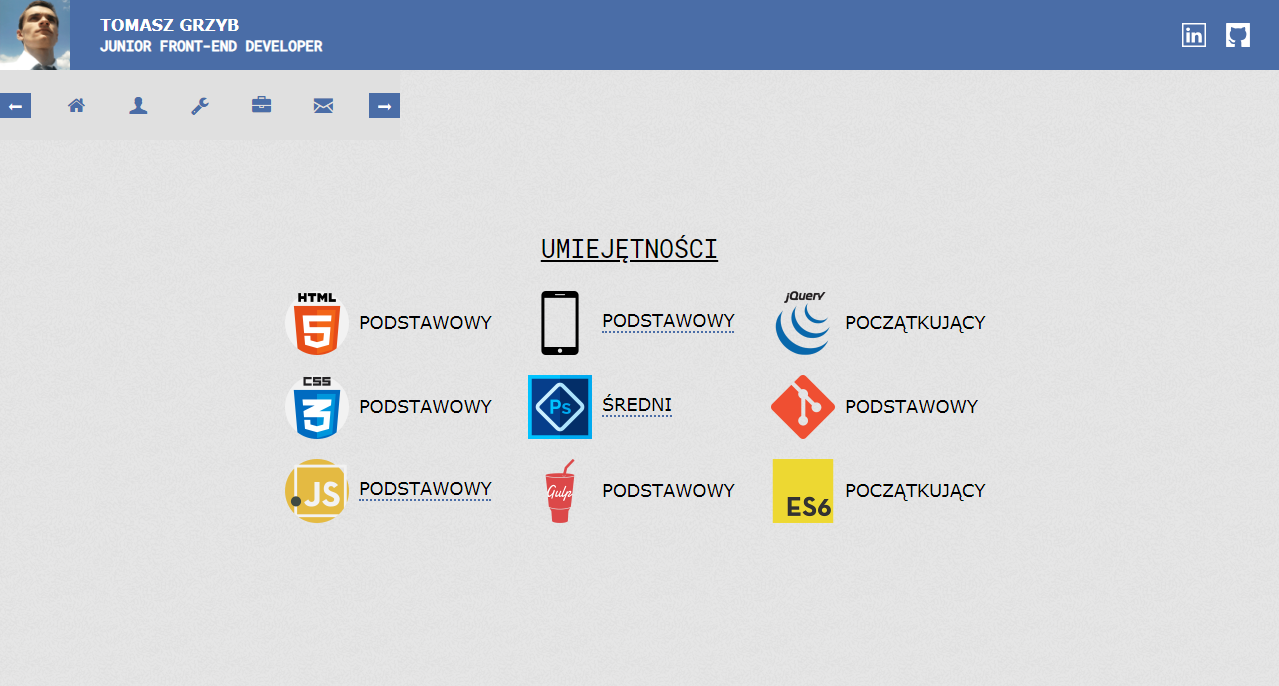 TOMASZ GRZYB
JUNIOR FRONT-END DEVELOPER
in
UMIEJĘTNOŚCI
HTML
5
PODSTAWOWY
PODSTAWOWY
jQuery
POCZĄTKUJĄCY
CSS
3
PODSTAWOWY
Ps
ŚREDNI
PODSTAWOWY
JS
PODSTAWOWY
Gulp
PODSTAWOWY
ES6
POCZĄTKUJĄCY